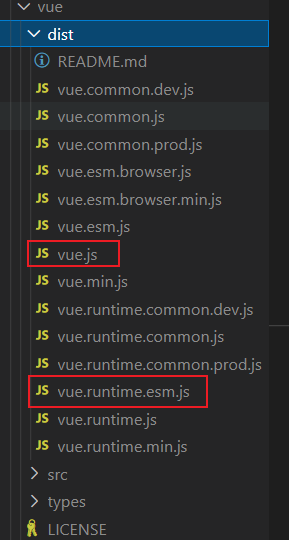 vue
dist
README.md
JS vue.common.dev.js
JS vue.common.js
JS vue.common.prod.js
JS vue.esm.browser.js
JS vue.esm.browser.min.js
JS vue.esm.js
JS vue.js
JS vue.min.js
JS vue.runtime.common.dev.js
JS vue.runtime.common.js
JS vue.runtime.common.prod.js
JS vue.runtime.esm.js
JS vue.runtime.js
JS vue.runtime.min.js
src
types
LICENSE